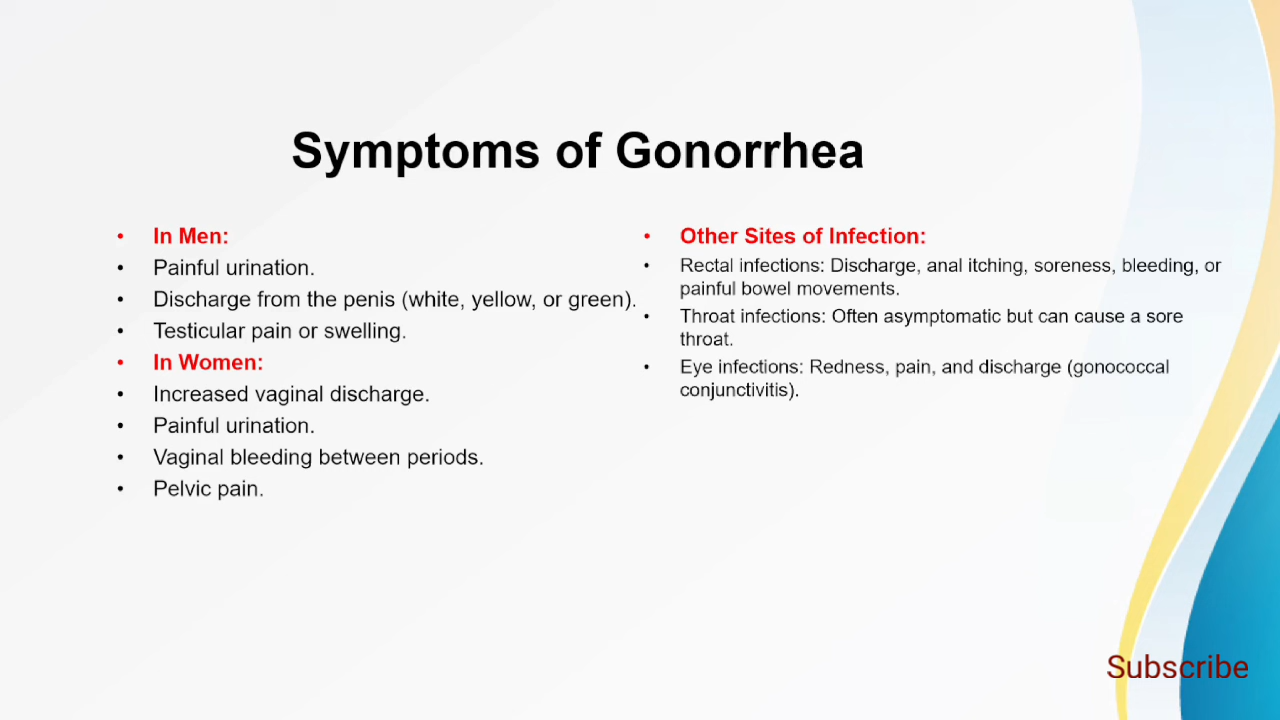 Symptoms of Gonorrhea
• In Men:
• Painful urination.
• Discharge from the penis (white, yellow, or green).
• Testicular pain or swelling.
• In Women:
• Increased vaginal discharge.
• Painful urination.
• Vaginal bleeding between periods.
• Pelvic pain.
• Other Sites of Infection:
• Rectal infections: Discharge, anal itching, soreness, bleeding, or
painful bowel movements.
• Throat infections: Often asymptomatic but can cause a sore
throat.
• Eye infections: Redness, pain, and discharge (gonococcal
conjunctivitis).
Subscribe